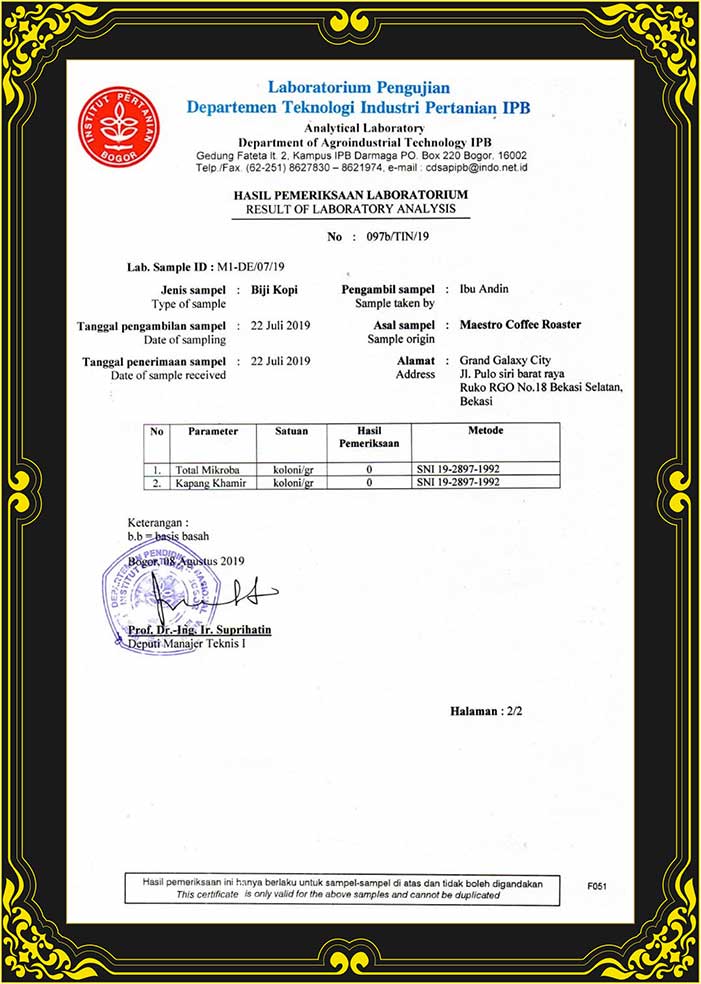 INSTITUT PERTANIAN
BOGOR
Laboratorium Pengujian
Departemen Teknologi Industri Pertanian IPB
Analytical Laboratory
Department of Agroindustrial Technology IPB
Gedung Fateta lt. 2, Kampus IPB Darmaga PO. Box 220 Bogor. 16002
Telp./Fax. (62-251) 8627830 – 8621974, e-mail : cdsapipb@indo.net.id
HASIL PEMERIKSAAN LABORATORIUM
RESULT OF LABORATORY ANALYSIS
No : 097b/TIN/19
Lab. Sample ID : M1-DE/07/19
Jenis sampel : Biji Kopi Pengambil sampel : Ibu Andin
Type of sample Sample taken by
Tanggal pengambilan sampel : 22 Juli 2019 Asal sampel : Maestro Coffee Roaster
Date of sampling Sample origin
Tanggal penerimaan sampel : 22 Juli 2019 Alamat : Grand Galaxy City
Date of sample received Address Jl. Pulo siri barat raya
Ruko RGO No.18 Bekasi Selatan,
Bekasi
No Parameter Satuan Hasil Metode
Pemeriksaan
1. Total Mikroba koloni/gr 0 SNI 19-2897-1992
2. Kapang Khamir koloni/gr 0 SNI 19-2897-1992
Keterangan :
b.b = basis basah
Bogor, 08 Agustus 2019
DEPARTEMEN PENDIDIKAN NASIONAL
INSTITUT
Prof. Dr.-Ing. Ir. Suprihatin
Deputi Manajer Teknis I
Halaman : 2/2
Hasil pemeriksaan ini hanya berlaku untuk sampel-sampel di atas dan tidak boleh digandakan
This certificate is only valid for the above samples and cannot be duplicated
F051